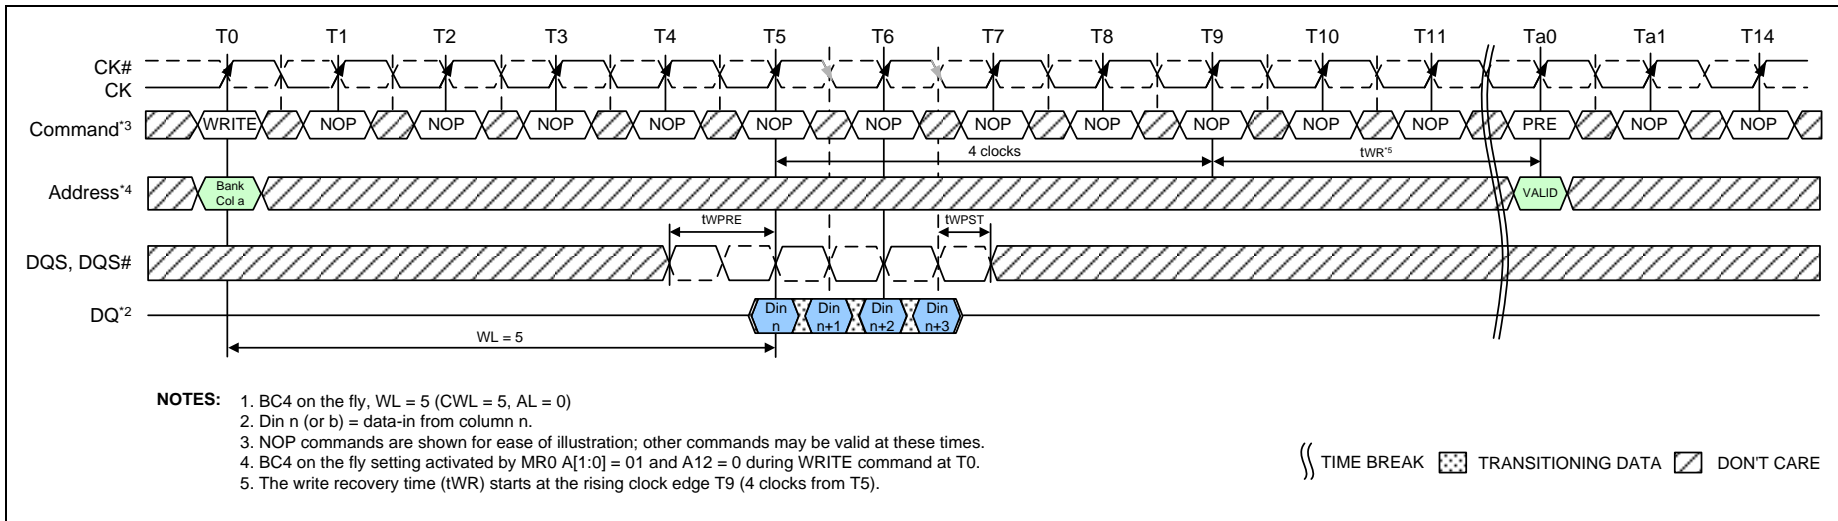 T0 T1 T2 T3 T4 T5 T6 T7 T8 T9 T10 T11 Ta0 Ta1 T14
CK#
CK
Command*3 WRITE NOP NOP NOP NOP NOP NOP NOP NOP NOP NOP NOP PRE NOP NOP
4 clocks tWR*5
Address*4 Bank Col a VALID
tWPRE tWPST
DQS, DQS#
DQ*2 Din n Din n+1 Din n+2 Din n+3
WL = 5
NOTES: 1. BC4 on the fly, WL = 5 (CWL = 5, AL = 0)
2. Din n (or b) = data-in from column n.
3. NOP commands are shown for ease of illustration; other commands may be valid at these times.
4. BC4 on the fly setting activated by MR0 A[1:0] = 01 and A12 = 0 during WRITE command at T0.
5. The write recovery time (tWR) starts at the rising clock edge T9 (4 clocks from T5).
TIME BREAK TRANSITIONING DATA DON'T CARE